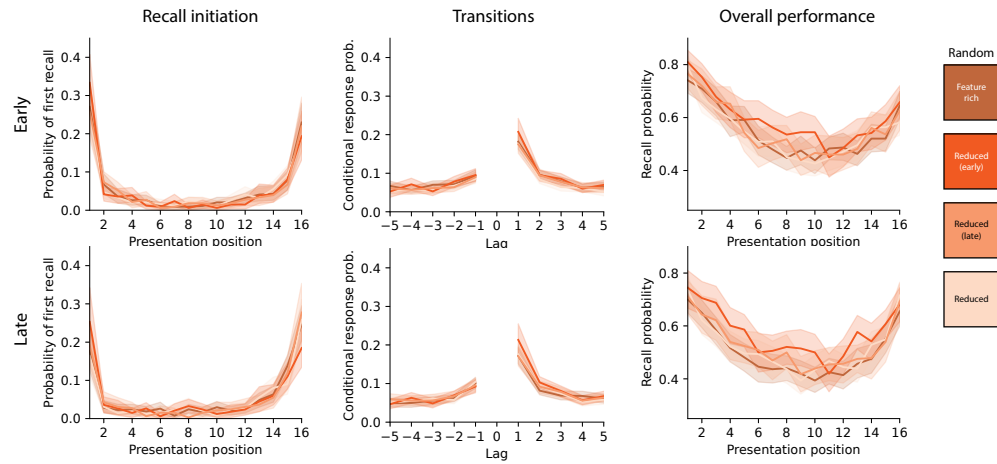 Recall initiation
Transitions
Overall performance
Early
Probability of first recall
0.4
0.3
0.2
0.1
0.0
2 4 6 8 10 12 14 16
Presentation position
Conditional response prob.
0.4
0.3
0.2
0.1
0.0
−5 −4 −3 −2 −1 0 1 2 3 4 5
Lag
Recall probability
0.8
0.6
0.4
2 4 6 8 10 12 14 16
Presentation position
Late
Probability of first recall
0.4
0.3
0.2
0.1
0.0
2 4 6 8 10 12 14 16
Presentation position
Conditional response prob.
0.4
0.3
0.2
0.1
0.0
−5 −4 −3 −2 −1 0 1 2 3 4 5
Lag
Recall probability
0.8
0.6
0.4
2 4 6 8 10 12 14 16
Presentation position
Random
Feature
rich
Reduced
(early)
Reduced
(late)
Reduced